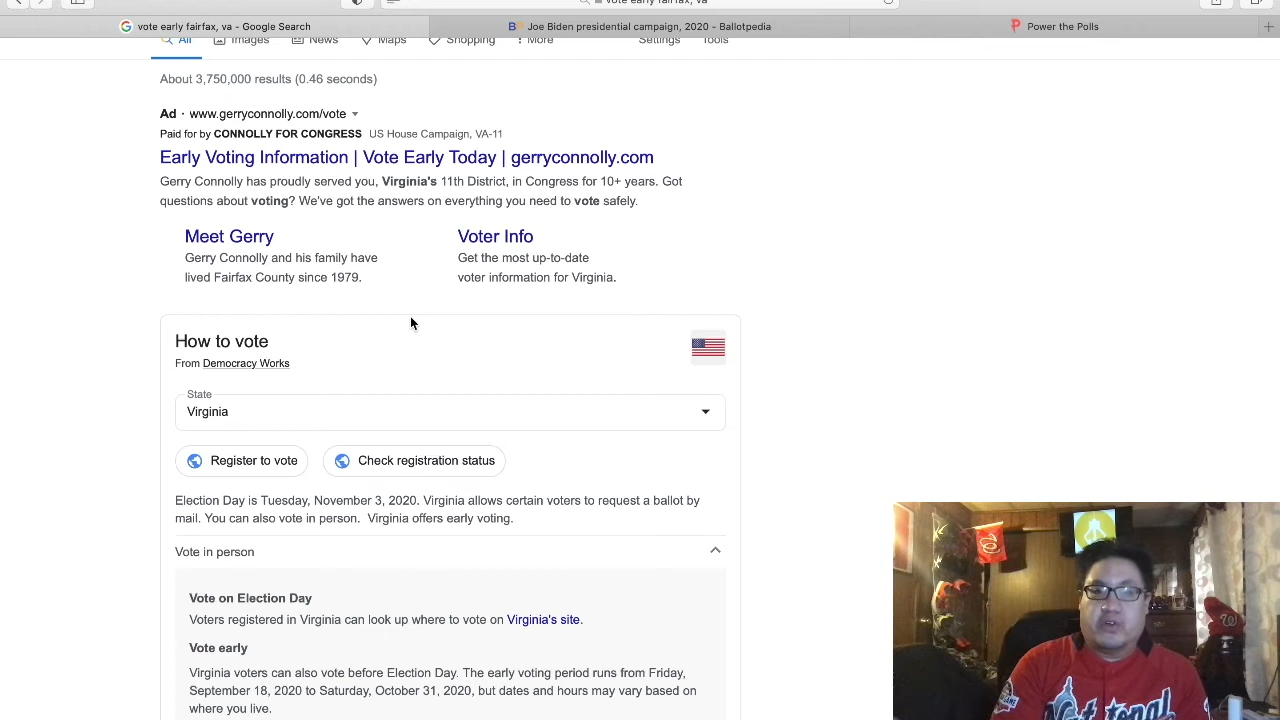 vote early fairfax, va
vote early fairfax, va - Google Search
Joe Biden presidential campaign, 2020 - Ballotpedia
Power the Polls
All Images News Maps Shopping More Settings Tools
About 3,750,000 results (0.46 seconds)
Ad · www.gerryconnolly.com/vote
Paid for by CONNOLLY FOR CONGRESS US House Campaign, VA-11
Early Voting Information | Vote Early Today | gerryconnolly.com
Gerry Connolly has proudly served you, Virginia's 11th District, in Congress for 10+ years. Got
questions about voting? We've got the answers on everything you need to vote safely.
Meet Gerry
Gerry Connolly and his family have
lived Fairfax County since 1979.
Voter Info
Get the most up-to-date
voter information for Virginia.
How to vote
From Democracy Works
State
Virginia
Register to vote
Check registration status
Election Day is Tuesday, November 3, 2020. Virginia allows certain voters to request a ballot by
mail. You can also vote in person. Virginia offers early voting.
Vote in person
Vote on Election Day
Voters registered in Virginia can look up where to vote on Virginia's site.
Vote early
Virginia voters can also vote before Election Day. The early voting period runs from Friday,
September 18, 2020 to Saturday, October 31, 2020, but dates and hours may vary based on
where you live.